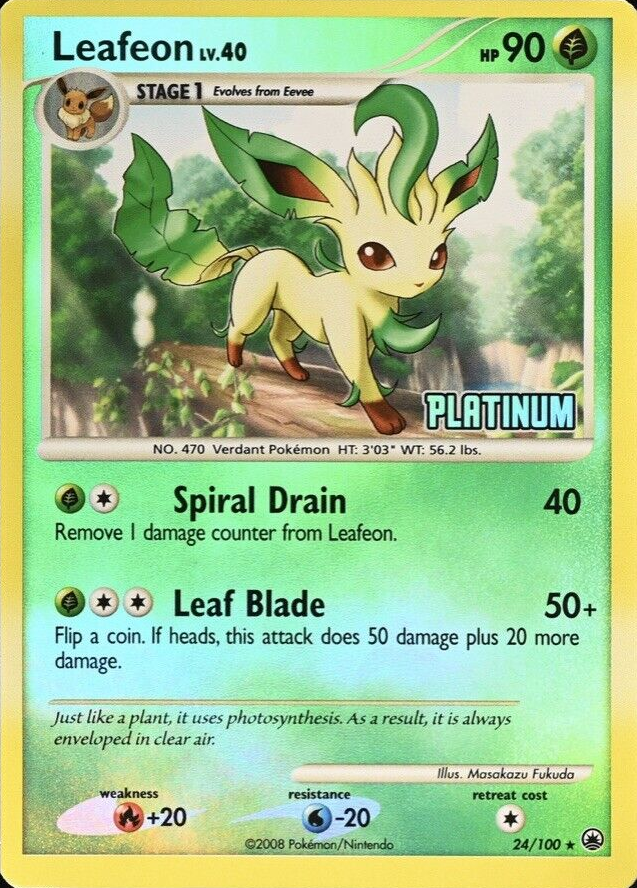 Leafeon LV.40
HP 90
STAGE 1 Evolves from Eevee
PLATINUM
NO. 470 Verdant Pokémon HT: 3'03" WT: 56.2 lbs.
Spiral Drain 40
Remove 1 damage counter from Leafeon.
Leaf Blade 50+
Flip a coin. If heads, this attack does 50 damage plus 20 more
damage.
Just like a plant, it uses photosynthesis. As a result, it is always
enveloped in clear air.
Illus. Masakazu Fukuda
weakness resistance retreat cost
+20 -20
©2008 Pokémon/Nintendo 24/100 ★